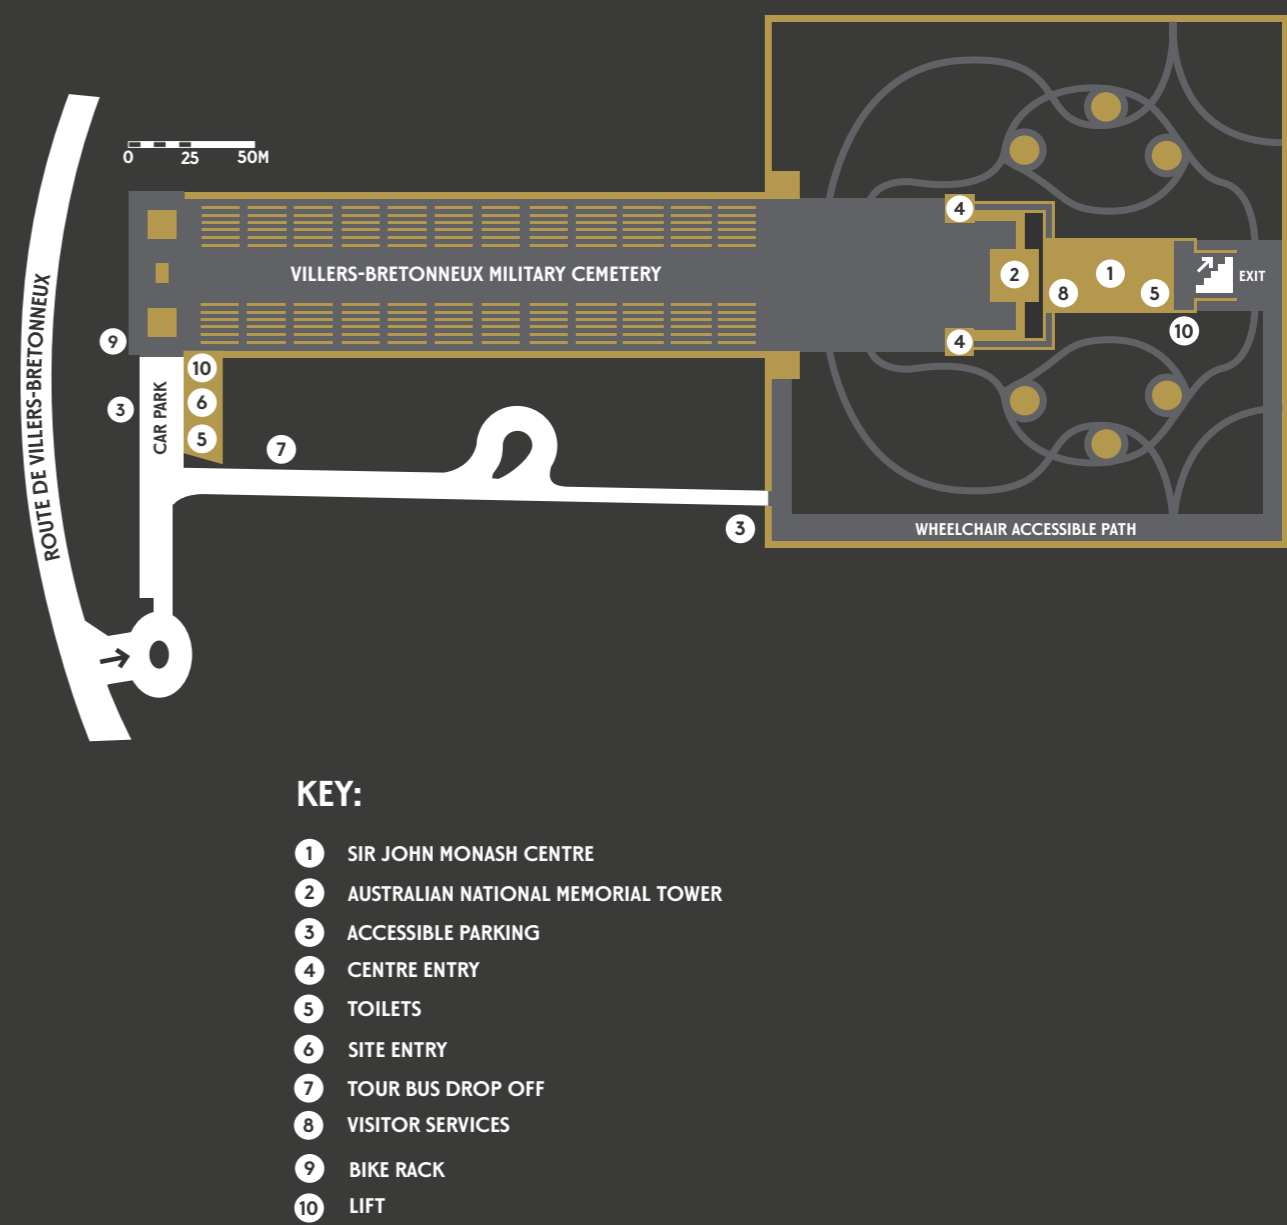 0 25 50M
4
VILLERS-BRETONNEUX MILITARY CEMETERY
2
1
EXIT
8
5
10
9
4
ROUTE DE VILLERS-BRETONNEUX
3
CAR PARK
10
6
5
7
3
WHEELCHAIR ACCESSIBLE PATH
KEY:
1 SIR JOHN MONASH CENTRE
2 AUSTRALIAN NATIONAL MEMORIAL TOWER
3 ACCESSIBLE PARKING
4 CENTRE ENTRY
5 TOILETS
6 SITE ENTRY
7 TOUR BUS DROP OFF
8 VISITOR SERVICES
9 BIKE RACK
10 LIFT